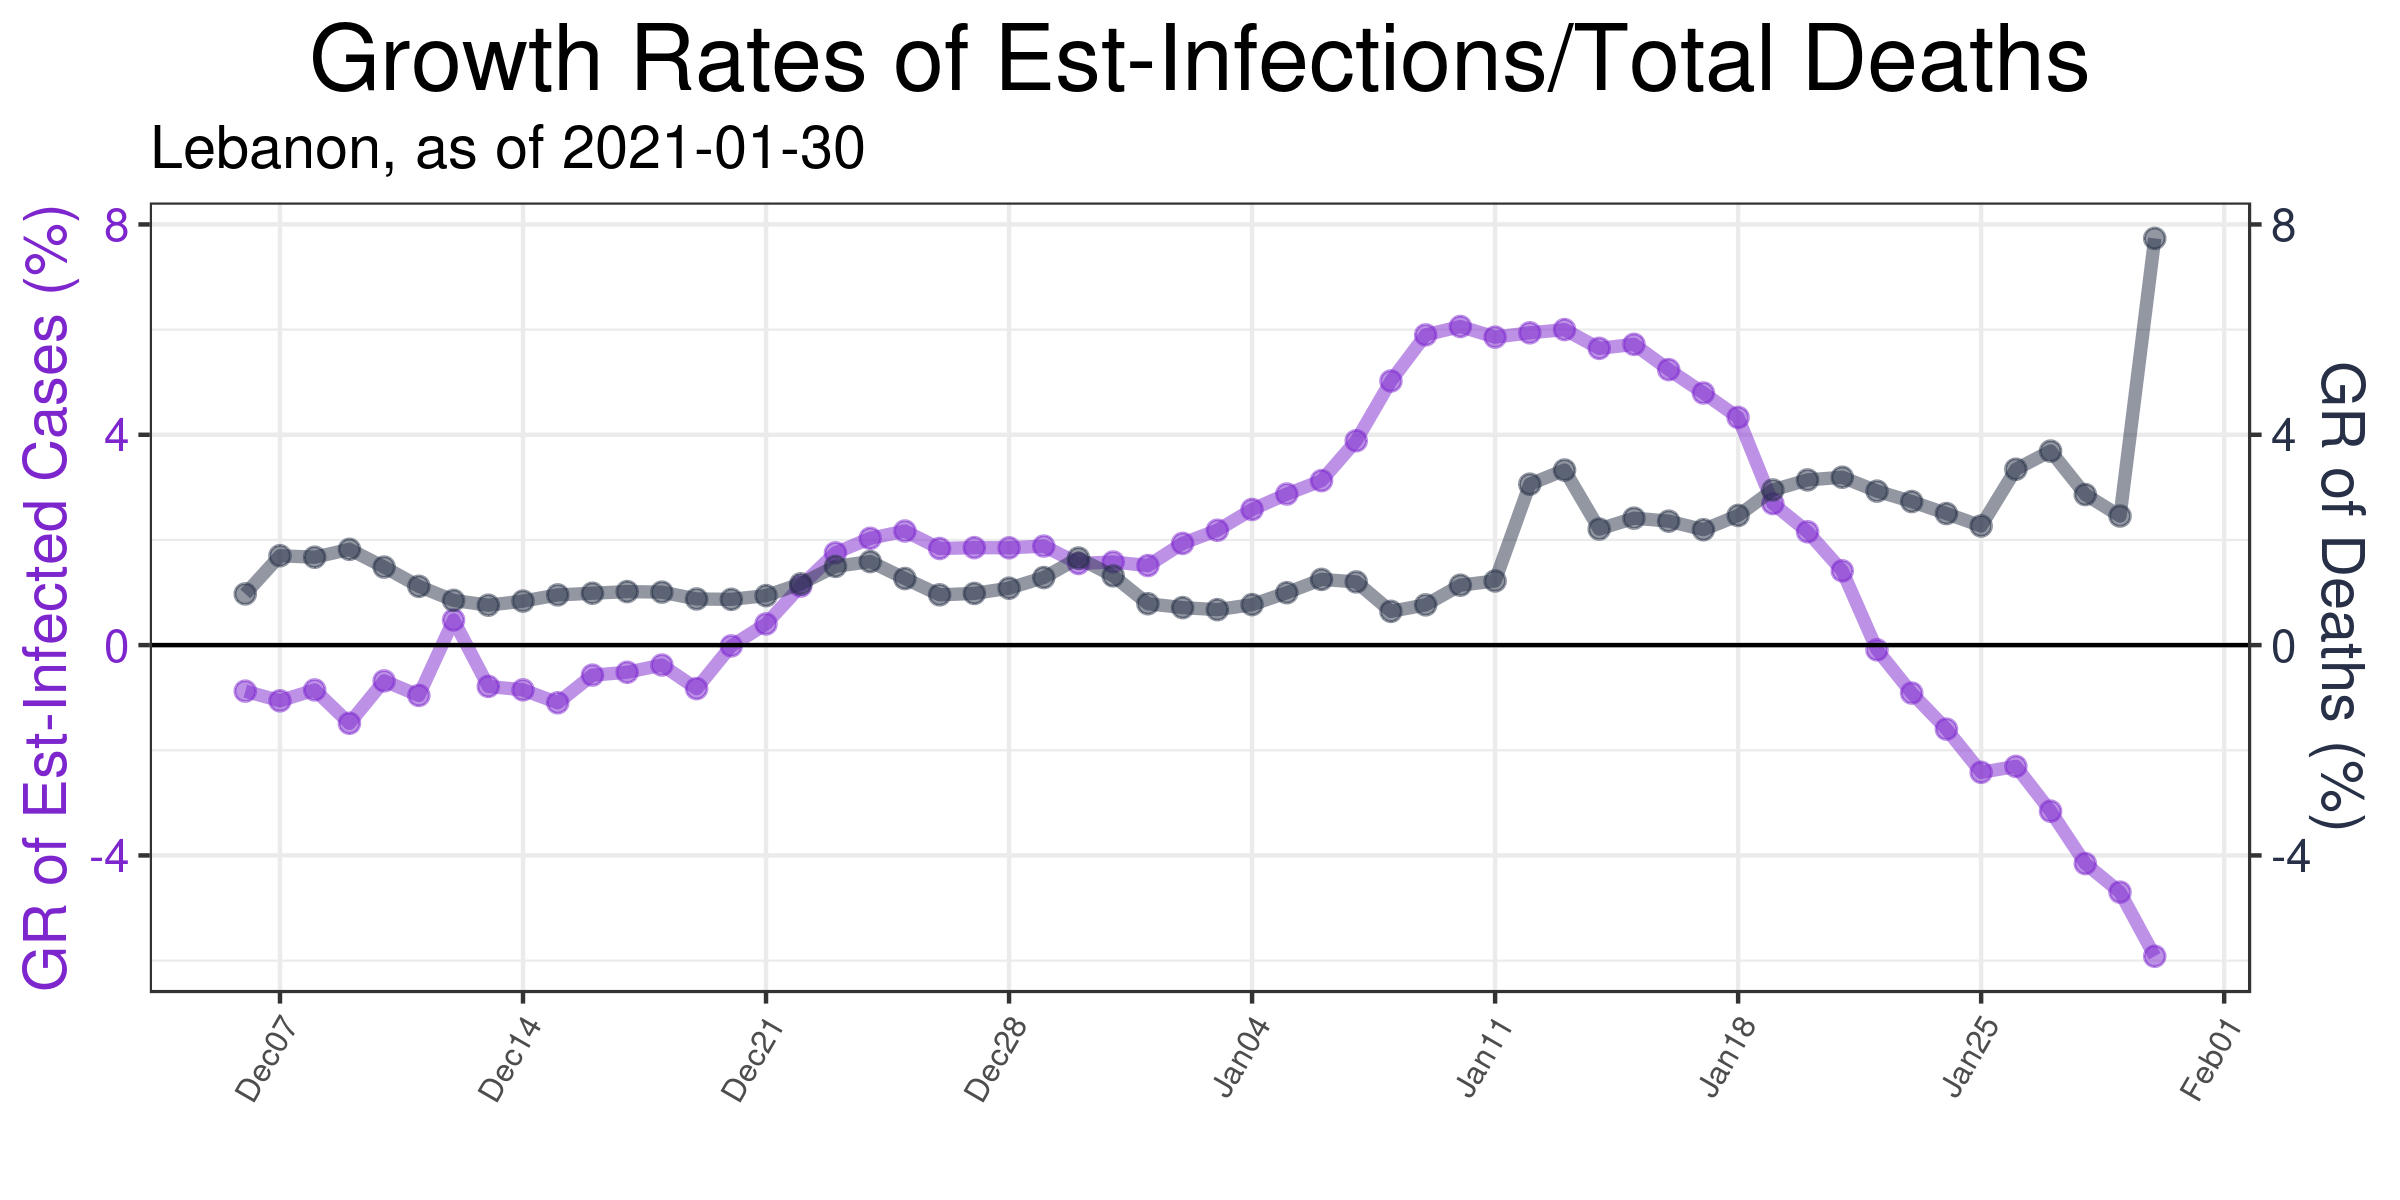 Growth Rates of Est-Infections/Total Deaths
Lebanon, as of 2021-01-30
GR of Est-Infected Cases (%)
8
4
0
-4
8
4
0
-4
GR of Deaths (%)
Dec07
Dec14
Dec21
Dec28
Jan04
Jan11
Jan18
Jan25
Feb01